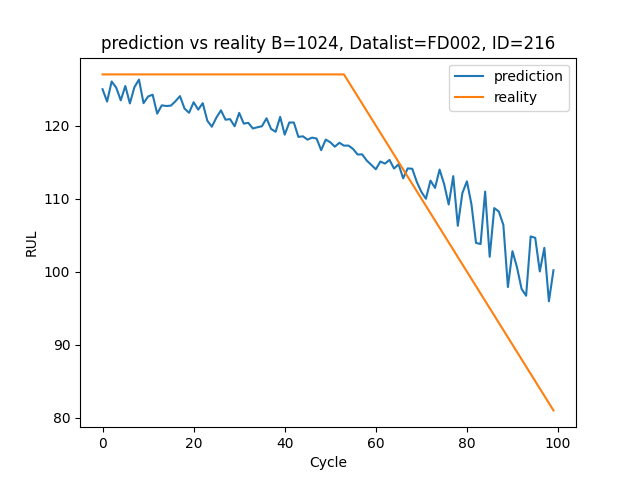 prediction vs reality B=1024, Datalist=FD002, ID=216
prediction
reality
RUL
120
110
100
90
80
0 20 40 60 80 100
Cycle